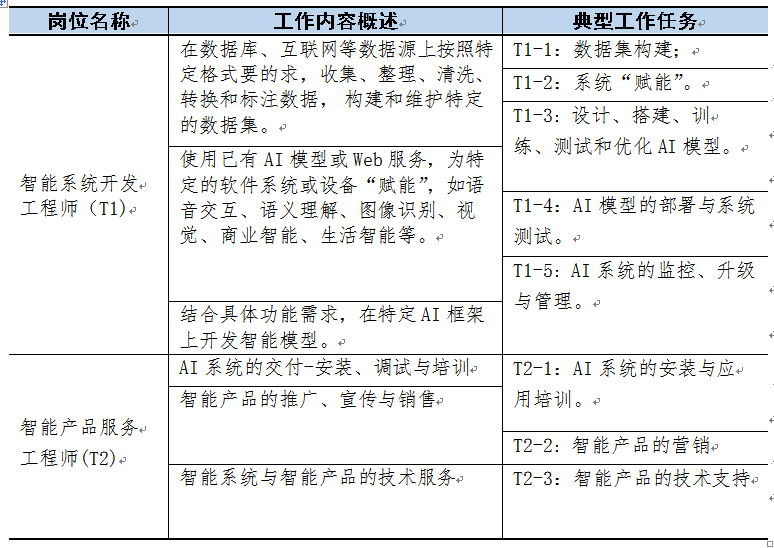 岗位名称
工作内容概述
典型工作任务
智能系统开发
工程师（T1)
在数据库、互联网等数据源上按照特
定格式要的求，收集、整理、清洗、
转换和标注数据， 构建和维护特定
的数据集。
使用已有 AI 模型或 Web 服务，为特
定的软件系统或设备“赋能”，如语
音交互、语义理解、图像识别、视
觉、商业智能、生活智能等。
结合具体功能需求，在特定 AI 框架
上开发智能模型。
T1-1：数据集构建；
T1-2：系统“赋能”。
T1-3：设计、搭建、训
练、测试和优化 AI 模型。
T1-4：AI 模型的部署与系统
测试。
T1-5：AI 系统的监控、升级
与管理。
智能产品服务
工程师(T2)
AI 系统的交付-安装、调试与培训
智能产品的推广、宣传与销售
智能系统与智能产品的技术服务
T2-1：AI 系统的安装与应
用培训。
T2-2：智能产品的营销
T2-3：智能产品的技术支持